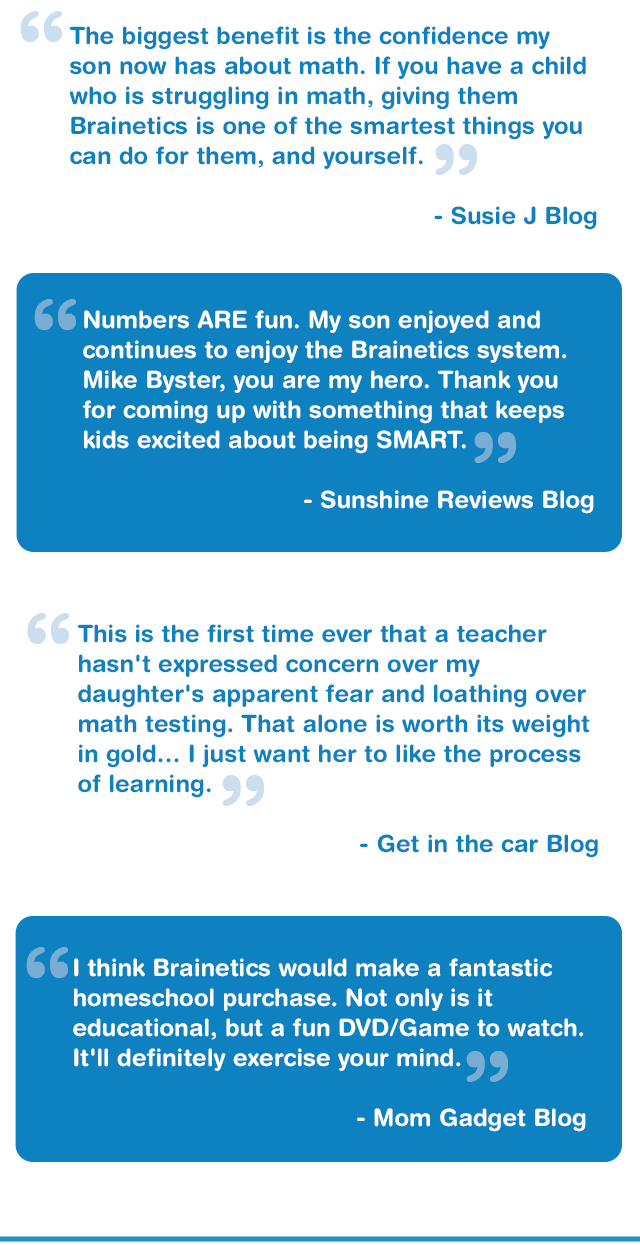 “ The biggest benefit is the confidence my
son now has about math. If you have a child
who is struggling in math, giving them
Brainetics is one of the smartest things you
can do for them, and yourself. ”
- Susie J Blog
“ Numbers ARE fun. My son enjoyed and
continues to enjoy the Brainetics system.
Mike Byster, you are my hero. Thank you
for coming up with something that keeps
kids excited about being SMART. ”
- Sunshine Reviews Blog
“ This is the first time ever that a teacher
hasn't expressed concern over my
daughter's apparent fear and loathing over
math testing. That alone is worth its weight
in gold... I just want her to like the process
of learning. ”
- Get in the car Blog
“ I think Brainetics would make a fantastic
homeschool purchase. Not only is it
educational, but a fun DVD/Game to watch.
It'll definitely exercise your mind. ”
- Mom Gadget Blog